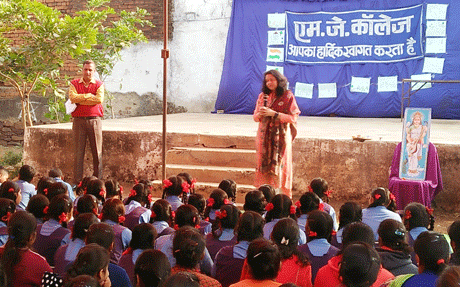 एम.जे. कॉलेज
आपका हार्दिक स्वागत करता है.